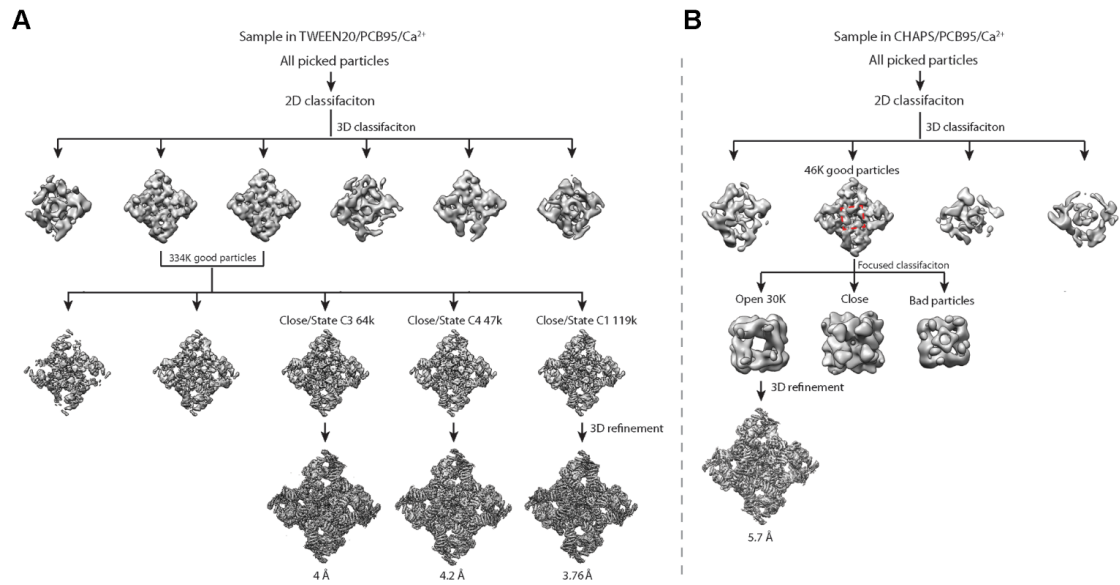 A
Sample in TWEEN20/PCB95/Ca²⁺
All picked particles
2D classifaciton
3D classifaciton
334K good particles
Close/State C3 64k
Close/State C4 47k
Close/State C1 119k
3D refinement
4 Å
4.2 Å
3.76 Å
B
Sample in CHAPS/PCB95/Ca²⁺
All picked particles
2D classifaciton
3D classifaciton
46K good particles
Focused classifaciton
Open 30K
Close
Bad particles
3D refinement
5.7 Å